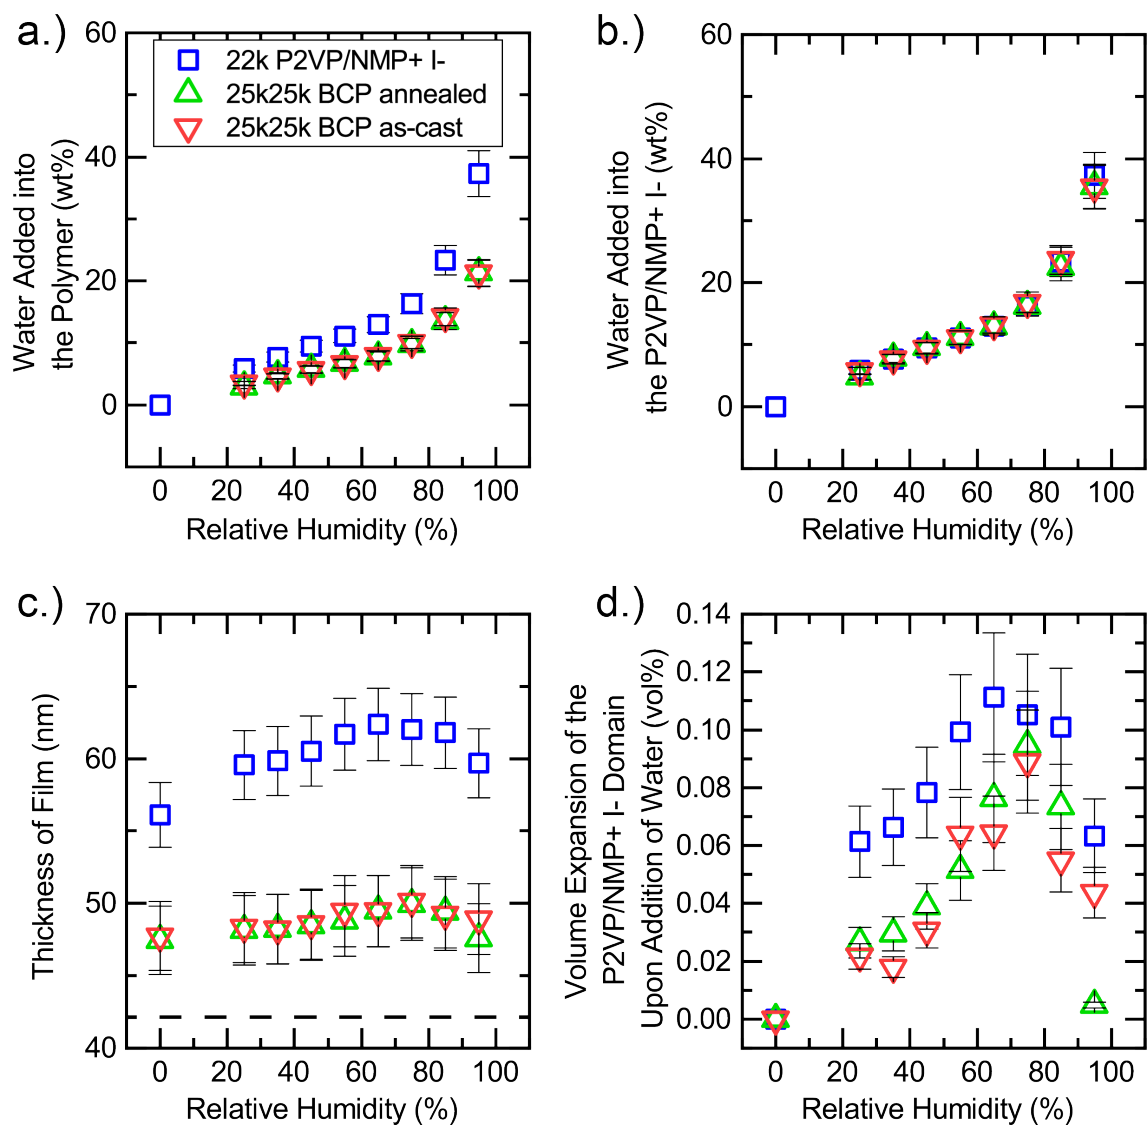 a.)
60
40
20
0
Water Added into
the Polymer (wt%)
22k P2VP/NMP+ I-
25k25k BCP annealed
25k25k BCP as-cast
0 20 40 60 80 100
Relative Humidity (%)
b.)
60
40
20
0
Water Added into
the P2VP/NMP+ I- (wt%)
0 20 40 60 80 100
Relative Humidity (%)
c.)
70
60
50
40
Thickness of Film (nm)
0 20 40 60 80 100
Relative Humidity (%)
d.)
0.14
0.12
0.10
0.08
0.06
0.04
0.02
0.00
Volume Expansion of the
P2VP/NMP+ I- Domain
Upon Addition of Water (vol%)
0 20 40 60 80 100
Relative Humidity (%)